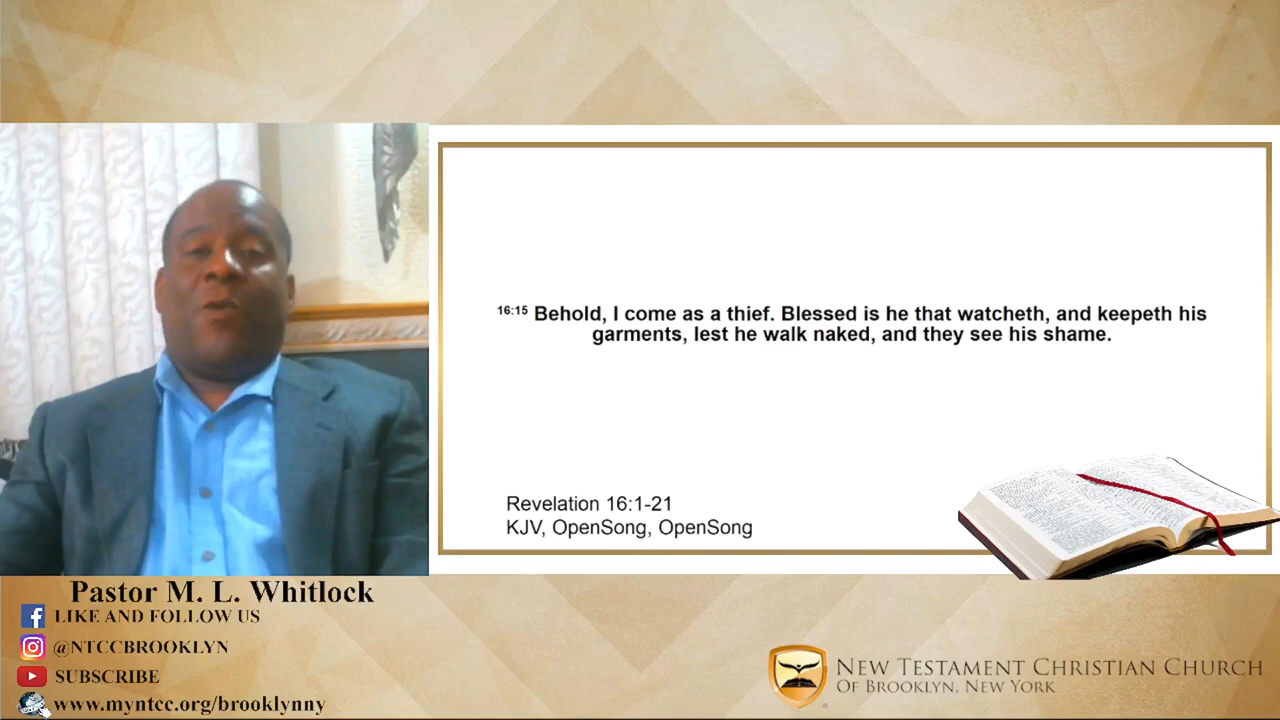 16:15 Behold, I come as a thief. Blessed is he that watcheth, and keepeth his
garments, lest he walk naked, and they see his shame.
Revelation 16:1-21
KJV, OpenSong, OpenSong
Pastor M. L. Whitlock
LIKE AND FOLLOW US
@NTCCBROOKLYN
SUBSCRIBE
www.myntcc.org/brooklynny
NEW TESTAMENT CHRISTIAN CHURCH
OF BROOKLYN, NEW YORK